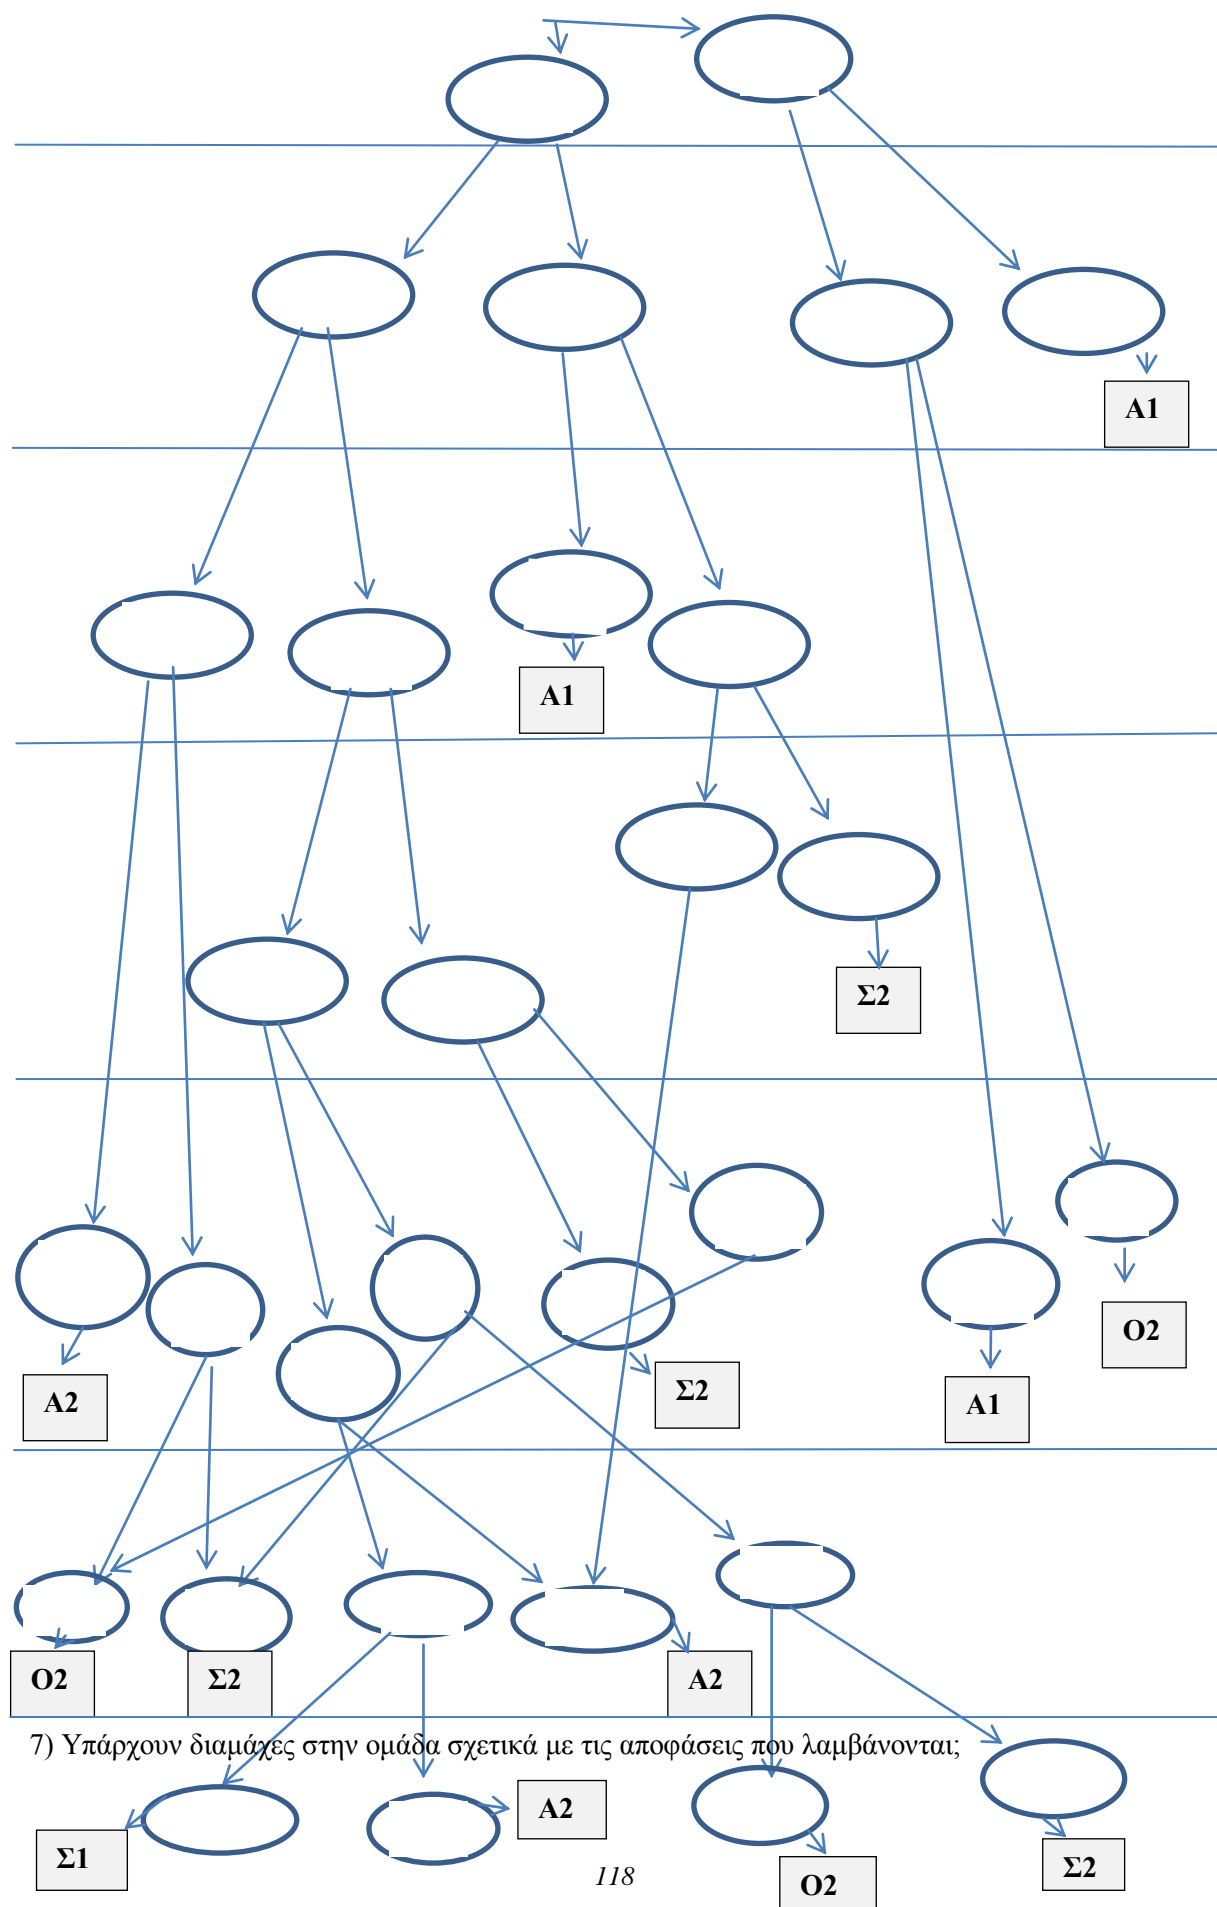 Α1
Α1
Σ2
Ο2
Σ2
Α2
Α1
Ο2
Σ2
Α2
7) Υπάρχουν διαμάχες στην ομάδα σχετικά με τις αποφάσεις που λαμβάνονται;
Α2
Σ1
Σ2
Ο2
118